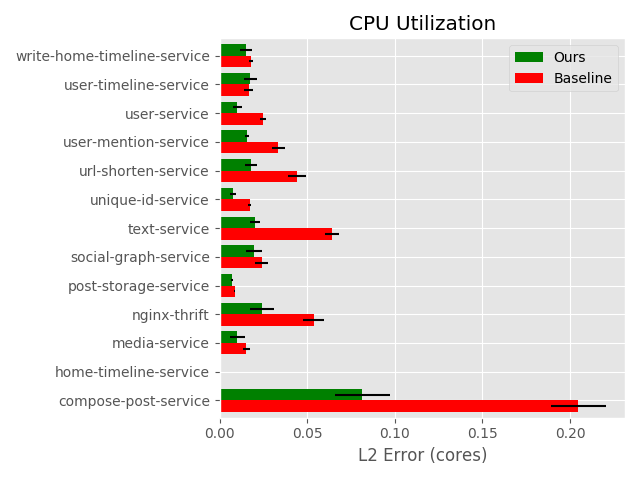 CPU Utilization
Ours
Baseline
write-home-timeline-service
user-timeline-service
user-service
user-mention-service
url-shorten-service
unique-id-service
text-service
social-graph-service
post-storage-service
nginx-thrift
media-service
home-timeline-service
compose-post-service
0.00 0.05 0.10 0.15 0.20
L2 Error (cores)